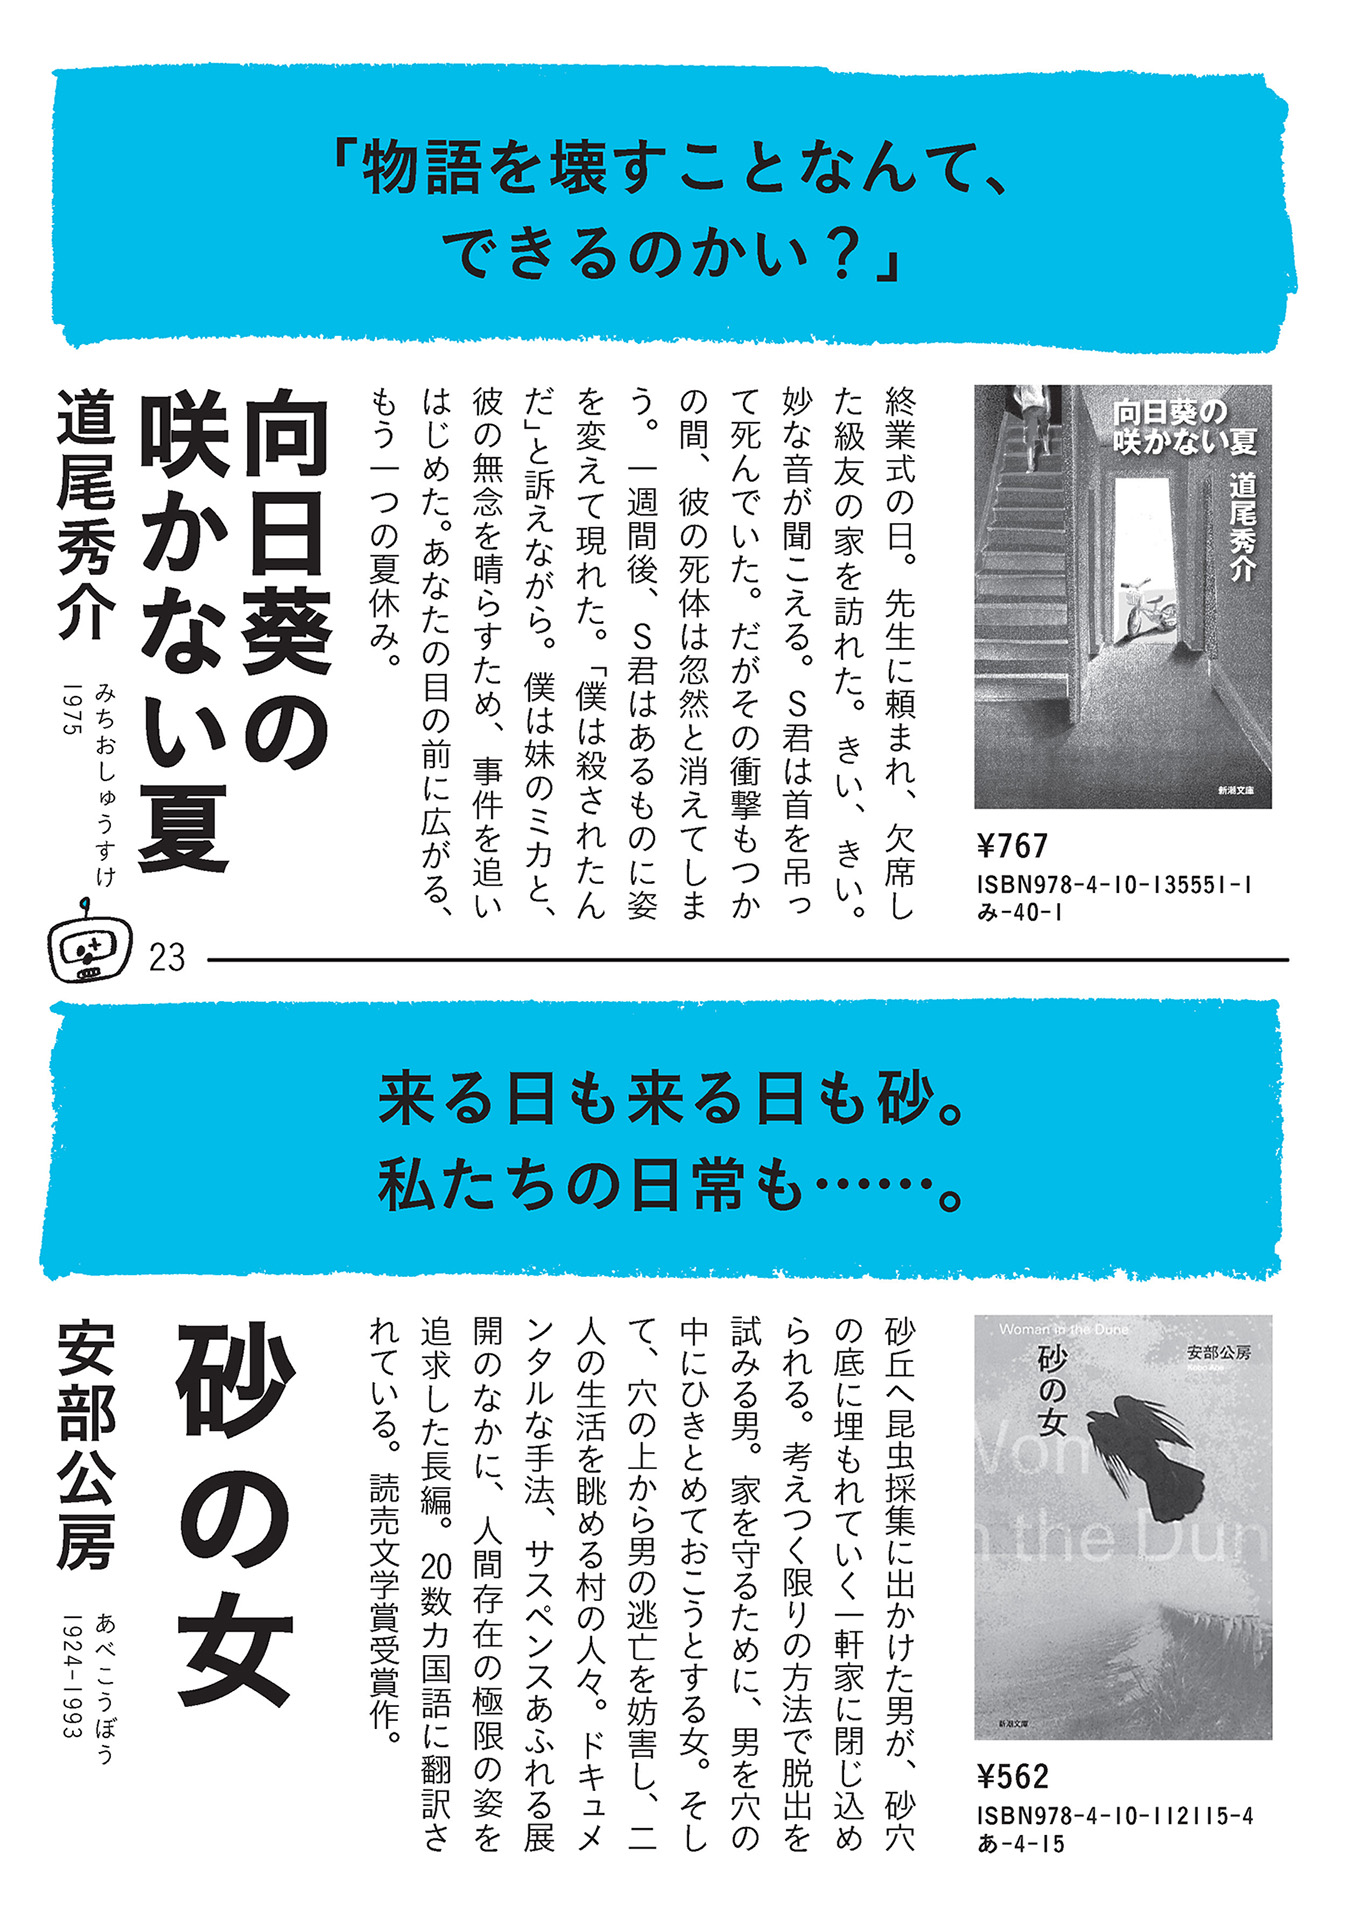 「物語を壊すことなんて、
できるのかい？」
向日葵の
咲かない夏
道尾秀介
新潮文庫
¥767
ISBN978-4-10-135551-1
み-40-1
終業式の日。先生に頼まれ、欠席し
た級友の家を訪れた。きい、きい。
妙な音が聞こえる。Ｓ君は首を吊っ
て死んでいた。だがその衝撃もつか
の間、彼の死体は忽然と消えてしま
う。一週間後、Ｓ君はあるものに姿
を変えて現れた。「僕は殺されたん
だ」と訴えながら。僕は妹のミカと、
彼の無念を晴らすため、事件を追い
はじめた。あなたの目の前に広がる、
もう一つの夏休み。
向日葵の
咲かない夏
道尾秀介
みちおしゅうすけ
1975
23
来る日も来る日も砂。
私たちの日常も……。
Woman in the Dune
砂の女
安部公房
Kobo Abe
Wom
n the Dun
新潮文庫
¥562
ISBN978-4-10-112115-4
あ-4-15
砂丘へ昆虫採集に出かけた男が、砂穴
の底に埋もれていく一軒家に閉じ込め
られる。考えつく限りの方法で脱出を
試みる男。家を守るために、男を穴の
中にひきとめておこうとする女。そし
て、穴の上から男の逃亡を妨害し、二
人の生活を眺める村の人々。ドキュメ
ンタルな手法、サスペンスあふれる展
開のなかに、人間存在の極限の姿を
追求した長編。20数カ国語に翻訳さ
れている。読売文学賞受賞作。
砂の女
安部公房
あべこうぼう
1924-1993